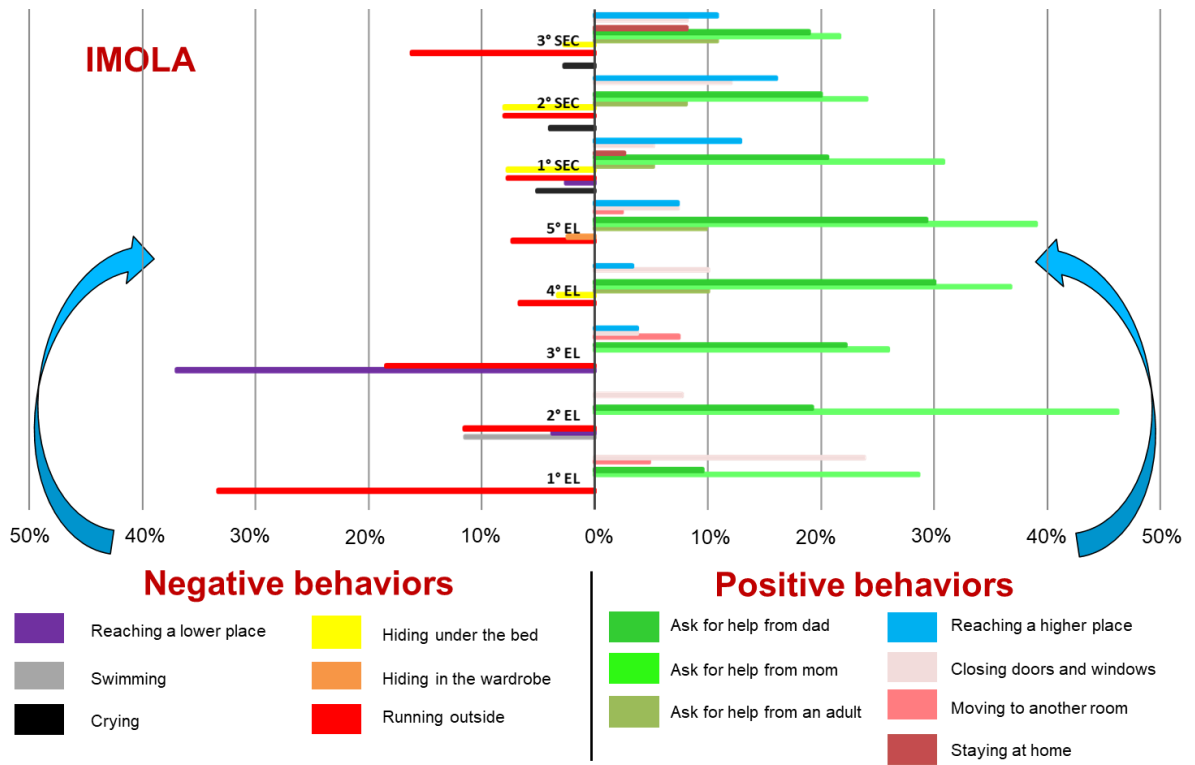 IMOLA
3° SEC
2° SEC
1° SEC
5° EL
4° EL
3° EL
2° EL
1° EL
50% 40% 30% 20% 10% 0% 10% 20% 30% 40% 50%
Negative behaviors
Reaching a lower place
Swimming
Crying
Hiding under the bed
Hiding in the wardrobe
Running outside
Positive behaviors
Ask for help from dad
Ask for help from mom
Ask for help from an adult
Reaching a higher place
Closing doors and windows
Moving to another room
Staying at home